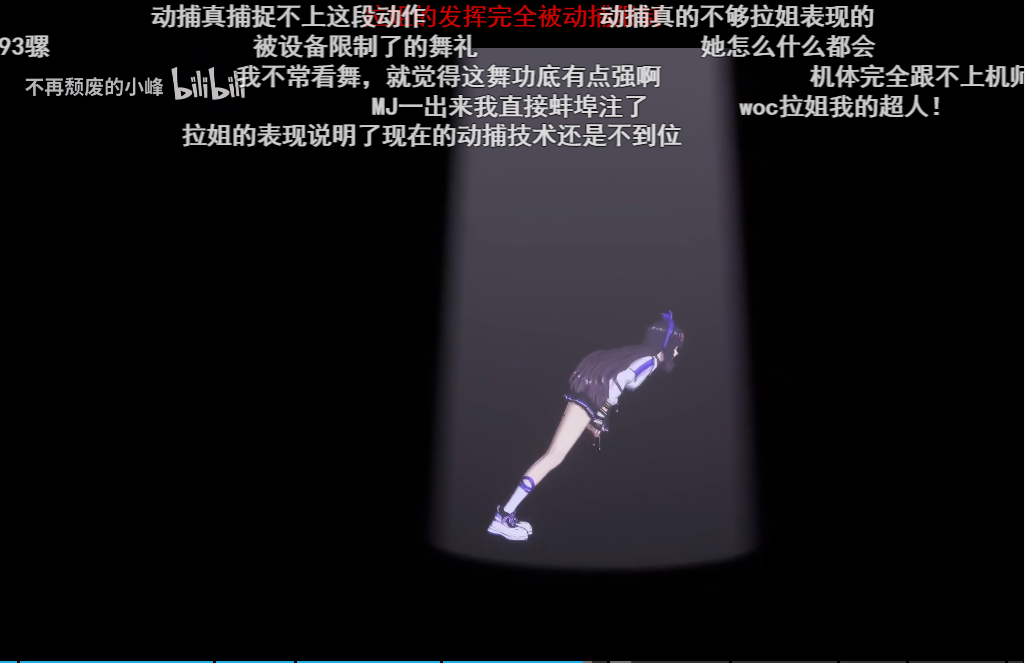 动捕真捕捉不上这段动作
的发挥完全被动捕
动捕真的不够拉姐表现的
93骡
被设备限制了的舞礼
她怎么什么都会
不再颓废的小峰
bilibili
我不常看舞，就觉得这舞功底有点强啊
机体完全跟不上机师
MJ一出来我直接蚌埠注了
woc拉姐我的超人！
拉姐的表现说明了现在的动捕技术还是不到位